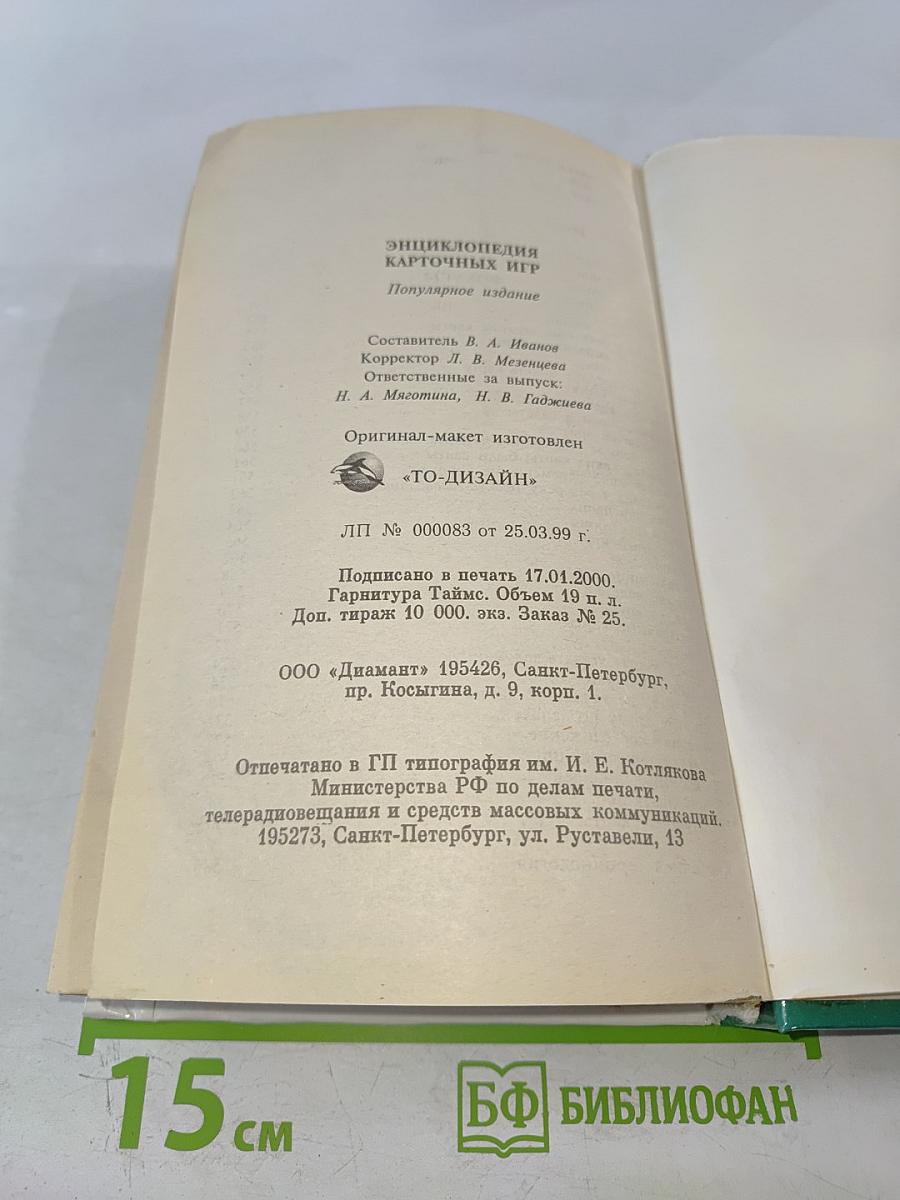 ЭНЦИКЛОПЕДИЯ
КАРТОЧНЫХ ИГР
Популярное издание
Составитель В. А. Иванов
Корректор Л. В. Мезенцева
Ответственные за выпуск:
Н. А. Мяготина, Н. В. Гаджиева
Оригинал-макет изготовлен
«ТО-ДИЗАЙН»
ЛП № 000083 от 25.03.99 г.
Подписано в печать 17.01.2000.
Гарнитура Таймс. Объем 19 п. л.
Доп. тираж 10 000. экз. Заказ № 25.
ООО «Диамант» 195426, Санкт-Петербург,
пр. Косыгина, д. 9, корп. 1.
Отпечатано в ГП типография им. И. Е. Котлякова
Министерства РФ по делам печати,
телерадиовещания и средств массовых коммуникаций.
195273, Санкт-Петербург, ул. Руставели, 13
15 см
БФ БИБЛИОФАН